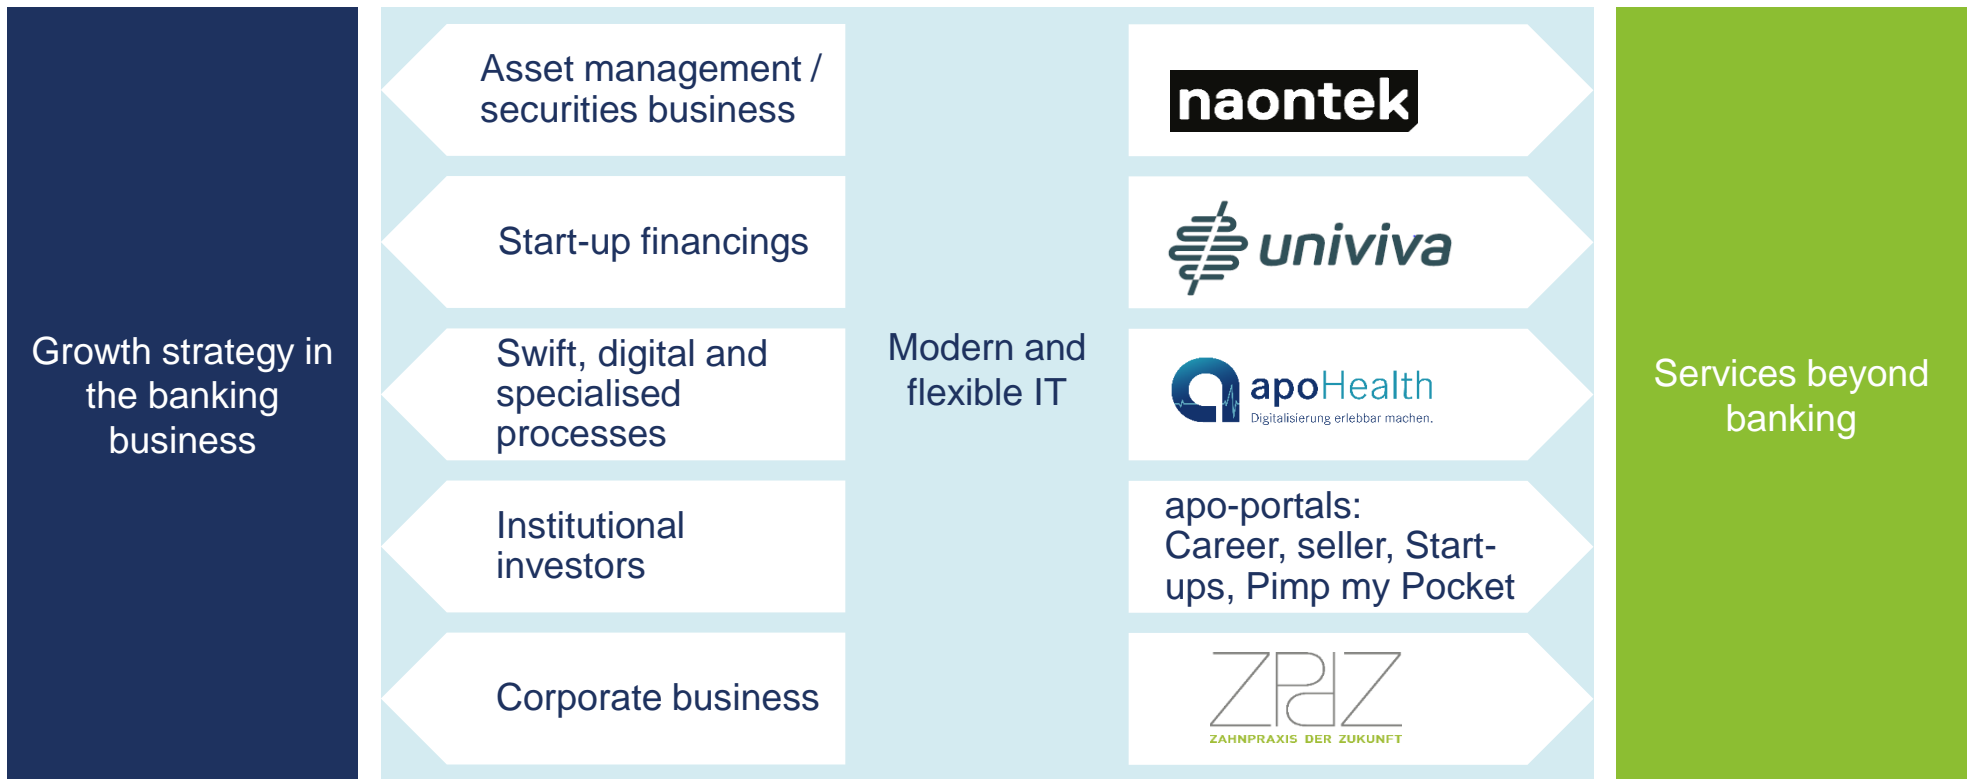 Growth strategy in
the banking
business
Asset management /
securities business
Start-up financings
Swift, digital and
specialised
processes
Institutional
investors
Corporate business
Modern and
flexible IT
naontek
univiva
apoHealth
Digitalisierung erlebbar machen.
apo-portals:
Career, seller, Start-
ups, Pimp my Pocket
ZPdZ
ZAHNPRAXIS DER ZUKUNFT
Services beyond
banking